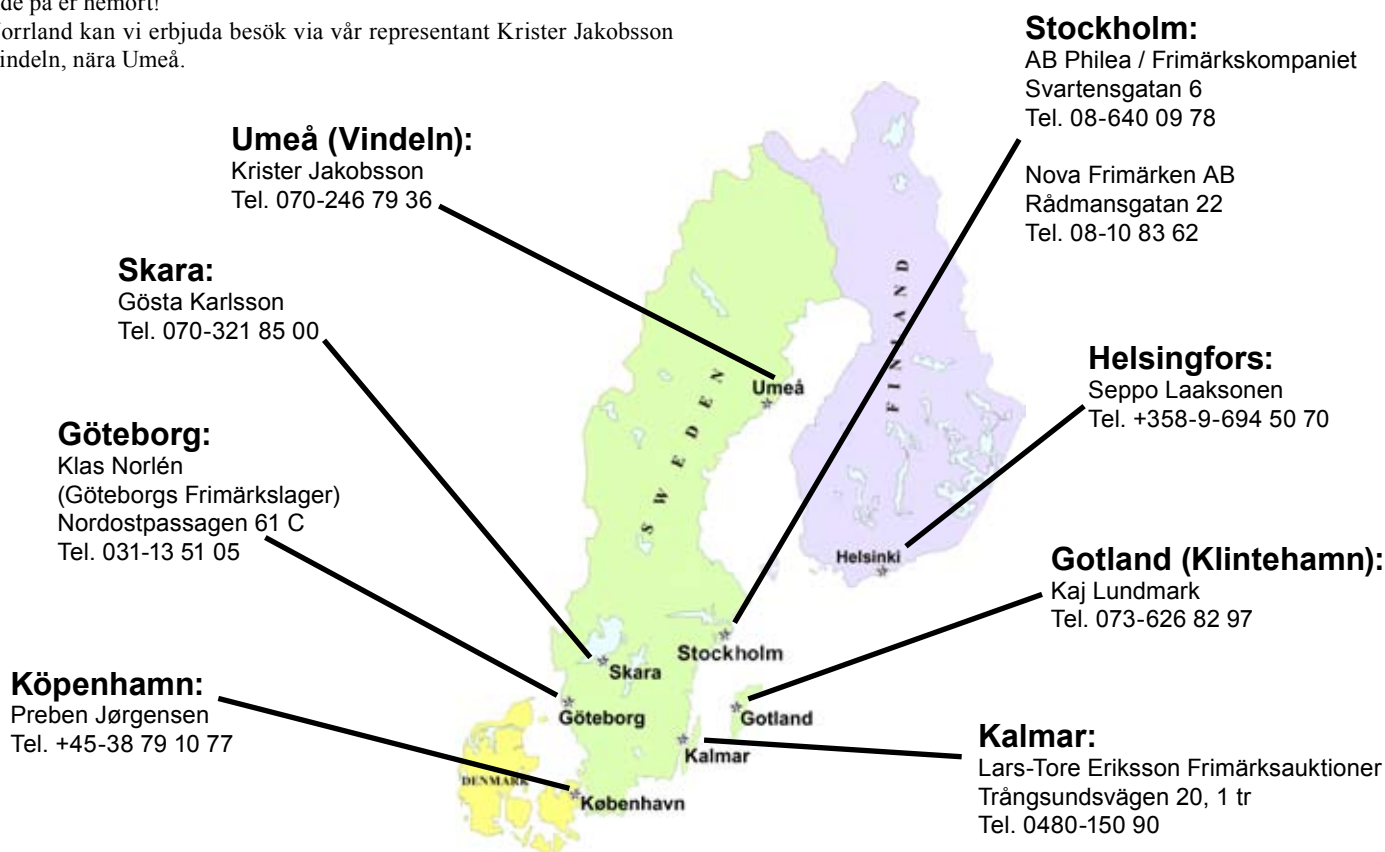 på er hemort!
kan vi erbjuda besök via vår representant Krister Jakobsson
nära Umeå.
Stockholm:
AB Philea / Frimärkskompaniet
Svartensgatan 6
Tel. 08-640 09 78
Nova Frimärken AB
Rådmansgatan 22
Tel. 08-10 83 62
Umeå (Vindeln):
Krister Jakobsson
Tel. 070-246 79 36
Skara:
Gösta Karlsson
Tel. 070-321 85 00
Helsingfors:
Seppo Laaksonen
Tel. +358-9-694 50 70
Göteborg:
Klas Norlén
(Göteborgs Frimärkslager)
Nordostpassagen 61 C
Tel. 031-13 51 05
Gotland (Klintehamn):
Kaj Lundmark
Tel. 073-626 82 97
Köpenhamn:
Preben Jørgensen
Tel. +45-38 79 10 77
Kalmar:
Lars-Tore Eriksson Frimärksauktioner
Trångsundsvägen 20, 1 tr
Tel. 0480-150 90
FINLAND
SWEDEN
Umeå
Helsinki
Stockholm
Skara
Göteborg
Gotland
Kalmar
DENMARK
København